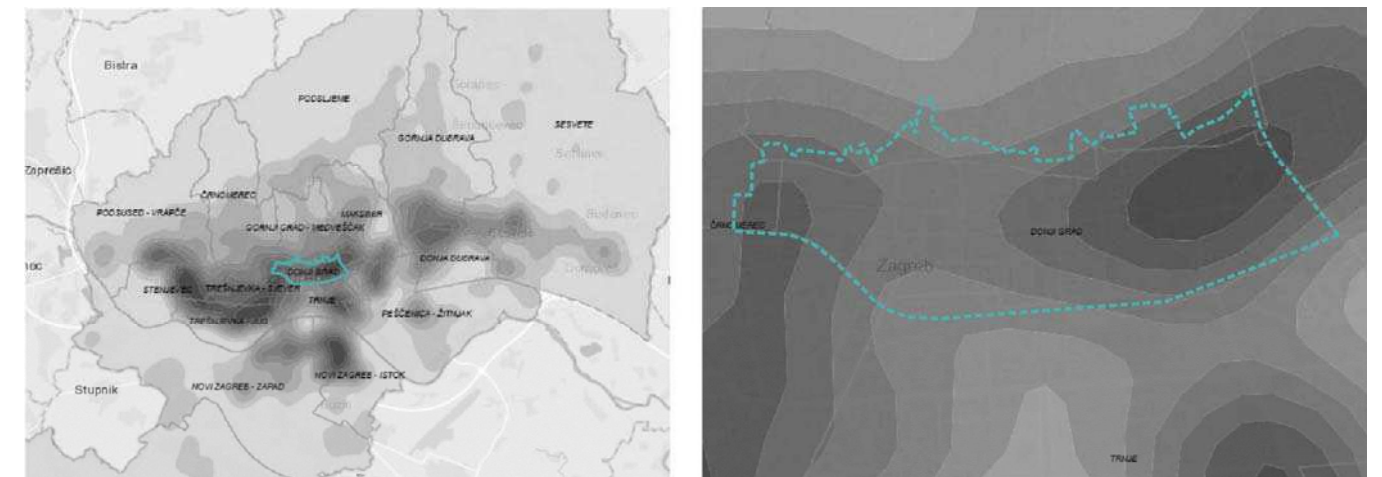 Bistra
PODSLJEME
SESVETE
GORNJA DUBRAVA
Zaprešić
ČRNOMEREC
PODSUSED - VRAPČE
MAKSIMIR
GORNJI GRAD - MEDVEŠČAK
DONJA DUBRAVA
DONJI GRAD
STENJEVEC
TREŠNJEVKA - SJEVER
TRNJE
PEŠČENICA - ŽITNJAK
TREŠNJEVKA - JUG
NOVI ZAGREB - ISTOK
NOVI ZAGREB - ZAPAD
Stupnik
ČRNOMEREC
DONJI GRAD
Zagreb
TRNJE